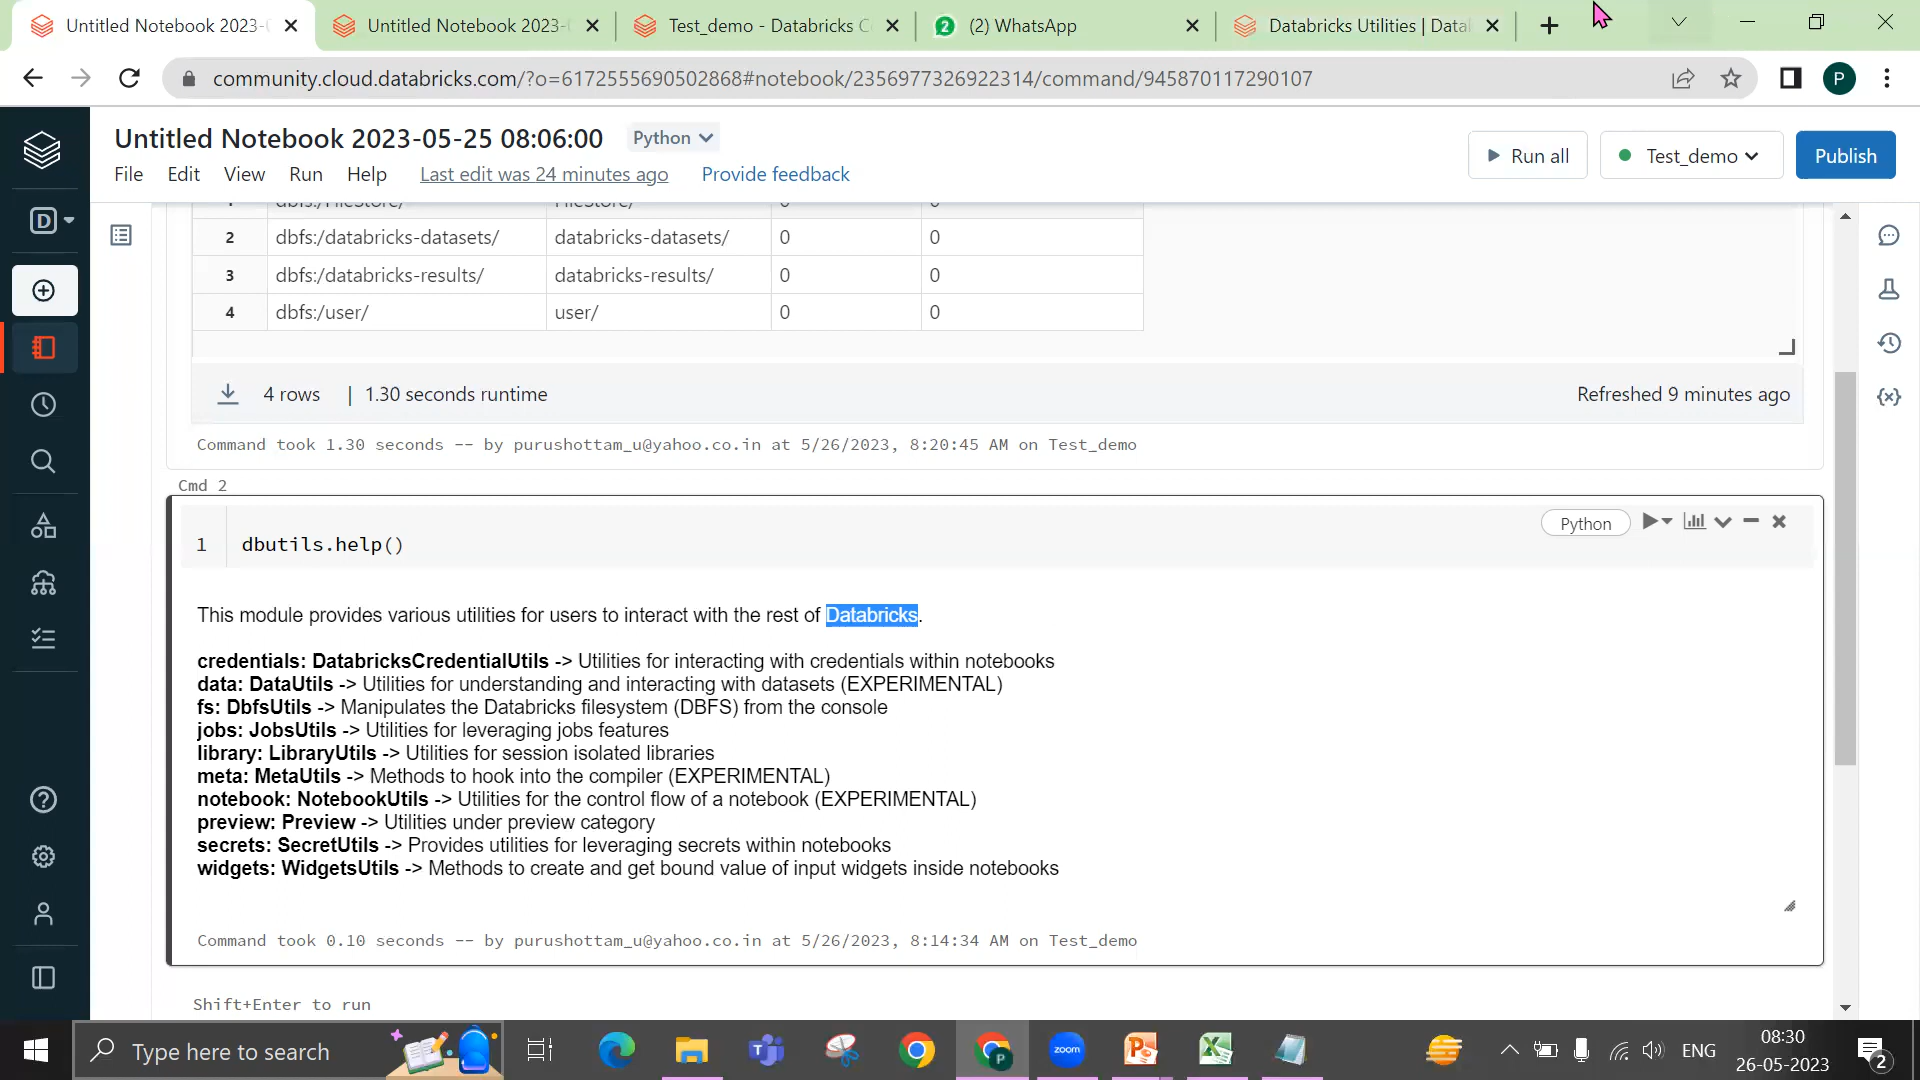 Untitled Notebook 2023-
Untitled Notebook 2023-
Test_demo - Databricks C
2 (2) WhatsApp
Databricks Utilities | Datal
community.cloud.databricks.com/?o=6172555690502868#notebook/2356977326922314/command/945870117290107
P
Untitled Notebook 2023-05-25 08:06:00
Python
Run all
Test_demo
Publish
File
Edit
View
Run
Help
Last edit was 24 minutes ago
Provide feedback
D
1 dbfs:/FileStore/ FileStore/ 0 0
2 dbfs:/databricks-datasets/ databricks-datasets/ 0 0
3 dbfs:/databricks-results/ databricks-results/ 0 0
4 dbfs:/user/ user/ 0 0
4 rows | 1.30 seconds runtime
Refreshed 9 minutes ago
Command took 1.30 seconds -- by purushottam_u@yahoo.co.in at 5/26/2023, 8:20:45 AM on Test_demo
Cmd 2
Python
1 dbutils.help()
This module provides various utilities for users to interact with the rest of Databricks.
credentials: DatabricksCredentialUtils -> Utilities for interacting with credentials within notebooks
data: DataUtils -> Utilities for understanding and interacting with datasets (EXPERIMENTAL)
fs: DbfsUtils -> Manipulates the Databricks filesystem (DBFS) from the console
jobs: JobsUtils -> Utilities for leveraging jobs features
library: LibraryUtils -> Utilities for session isolated libraries
meta: MetaUtils -> Methods to hook into the compiler (EXPERIMENTAL)
notebook: NotebookUtils -> Utilities for the control flow of a notebook (EXPERIMENTAL)
preview: Preview -> Utilities under preview category
secrets: SecretUtils -> Provides utilities for leveraging secrets within notebooks
widgets: WidgetsUtils -> Methods to create and get bound value of input widgets inside notebooks
Command took 0.10 seconds -- by purushottam_u@yahoo.co.in at 5/26/2023, 8:14:34 AM on Test_demo
Shift+Enter to run
Type here to search
zoom
ENG
08:30
26-05-2023
2